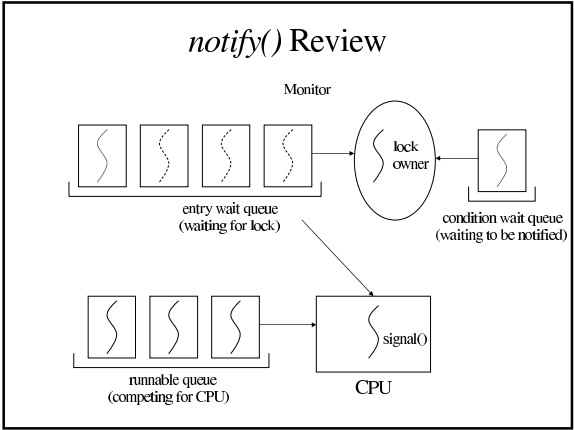 notify() Review
Monitor
lock
owner
entry wait queue
(waiting for lock)
condition wait queue
(waiting to be notified)
signal()
runnable queue
(competing for CPU)
CPU